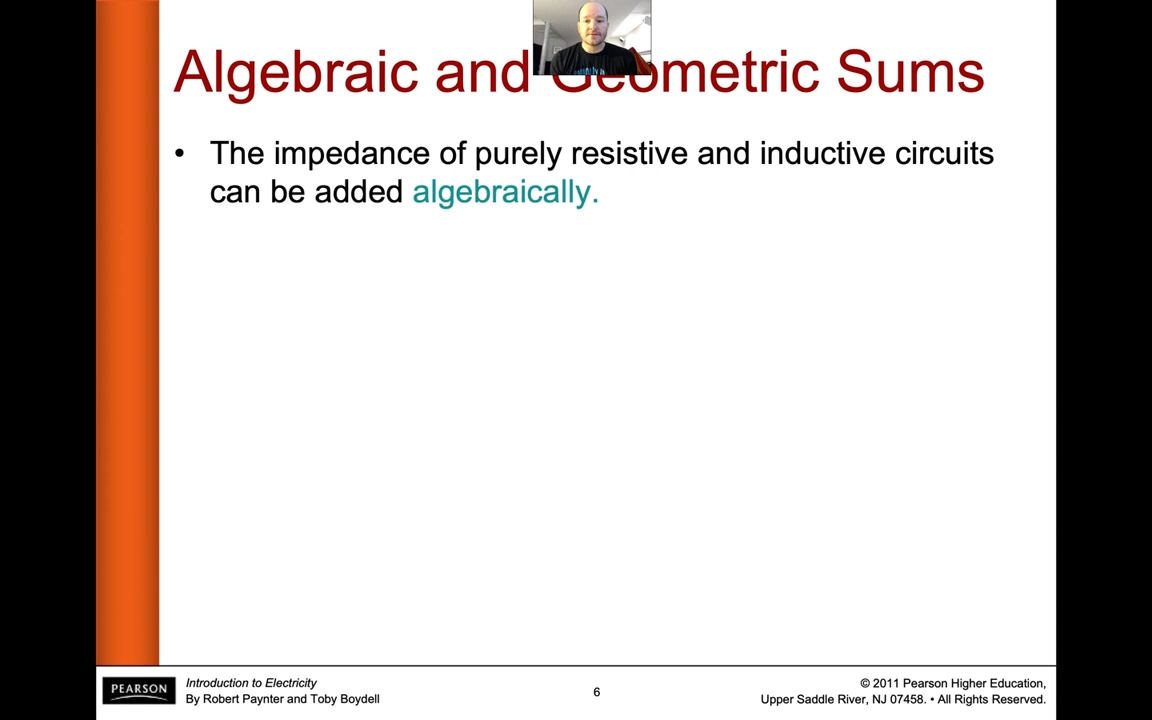 Algebraic and Geometric Sums
• The impedance of purely resistive and inductive circuits
can be added algebraically.
PEARSON
Introduction to Electricity
By Robert Paynter and Toby Boydell
6
© 2011 Pearson Higher Education,
Upper Saddle River, NJ 07458. • All Rights Reserved.